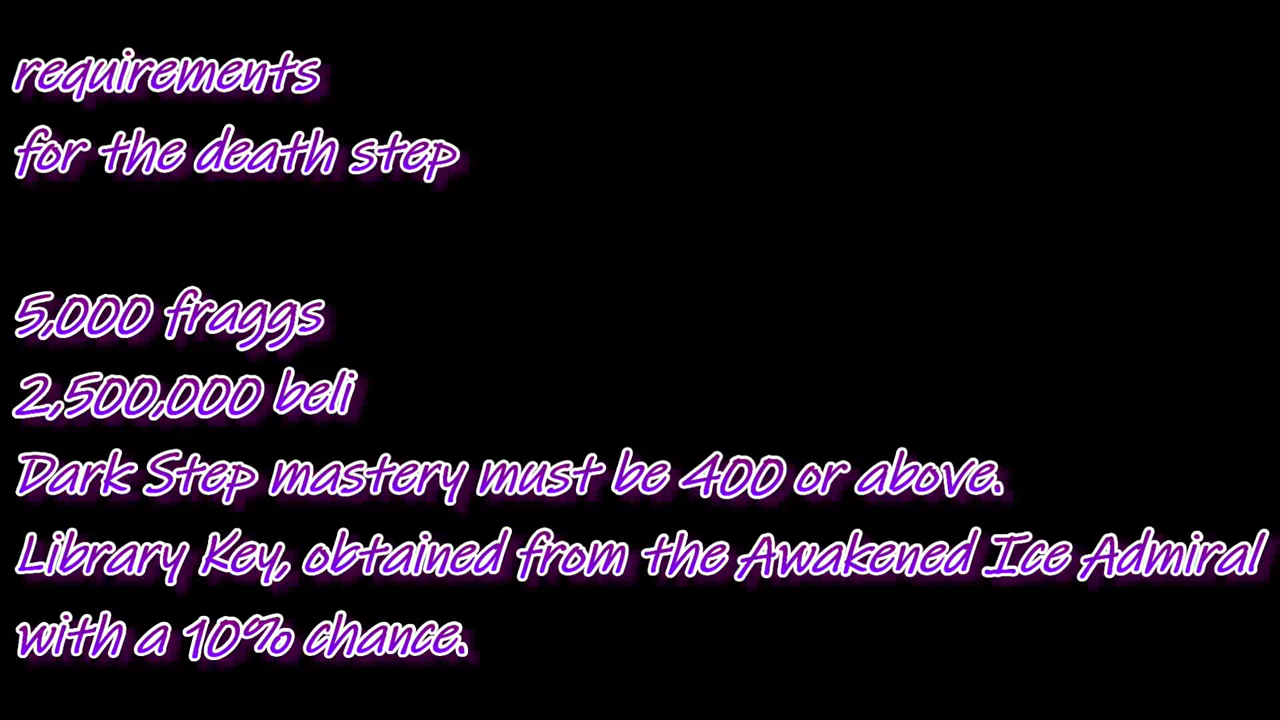 requirements
for the death step
5,000 fraggs
2,500,000 beli
Dark Step mastery must be 400 or above.
Library Key, obtained from the Awakened Ice Admiral
with a 10% chance.